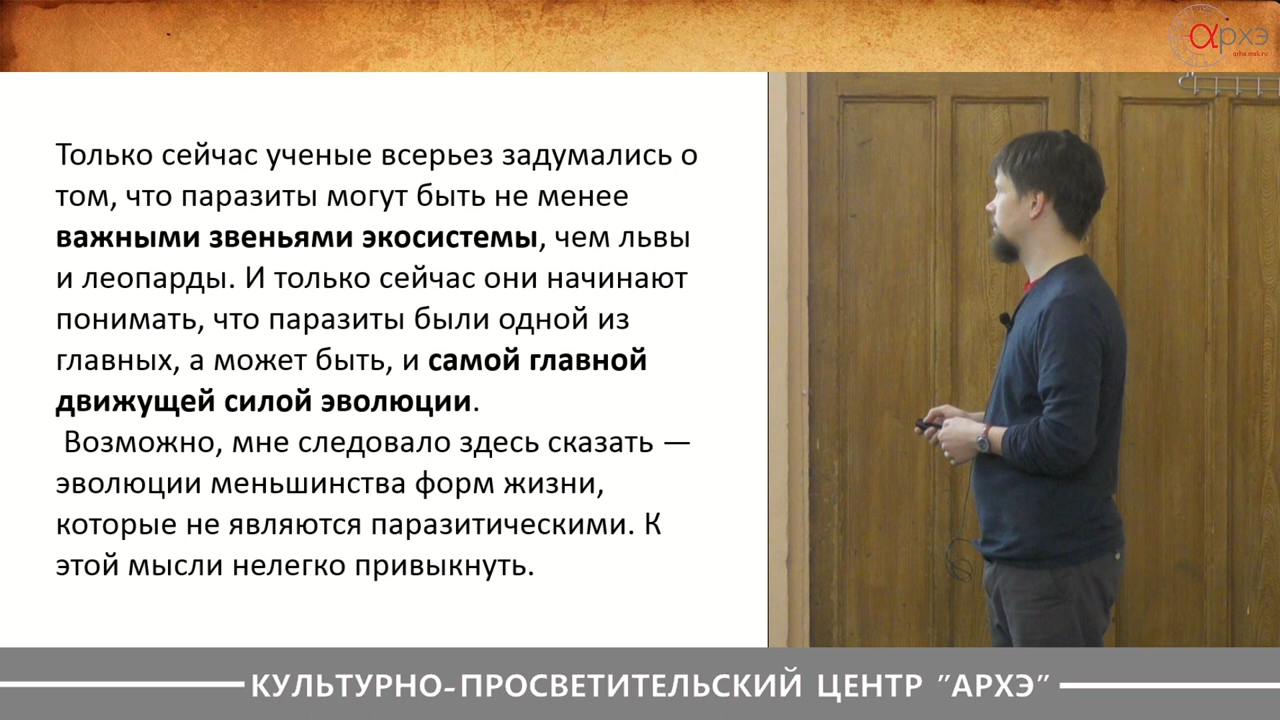 αрхэ
arhe.msk.ru
Только сейчас ученые всерьез задумались о
том, что паразиты могут быть не менее
важными звеньями экосистемы, чем львы
и леопарды. И только сейчас они начинают
понимать, что паразиты были одной из
главных, а может быть, и самой главной
движущей силой эволюции.
Возможно, мне следовало здесь сказать —
эволюции меньшинства форм жизни,
которые не являются паразитическими. К
этой мысли нелегко привыкнуть.
КУЛЬТУРНО-ПРОСВЕТИТЕЛЬСКИЙ ЦЕНТР "АРХЭ"